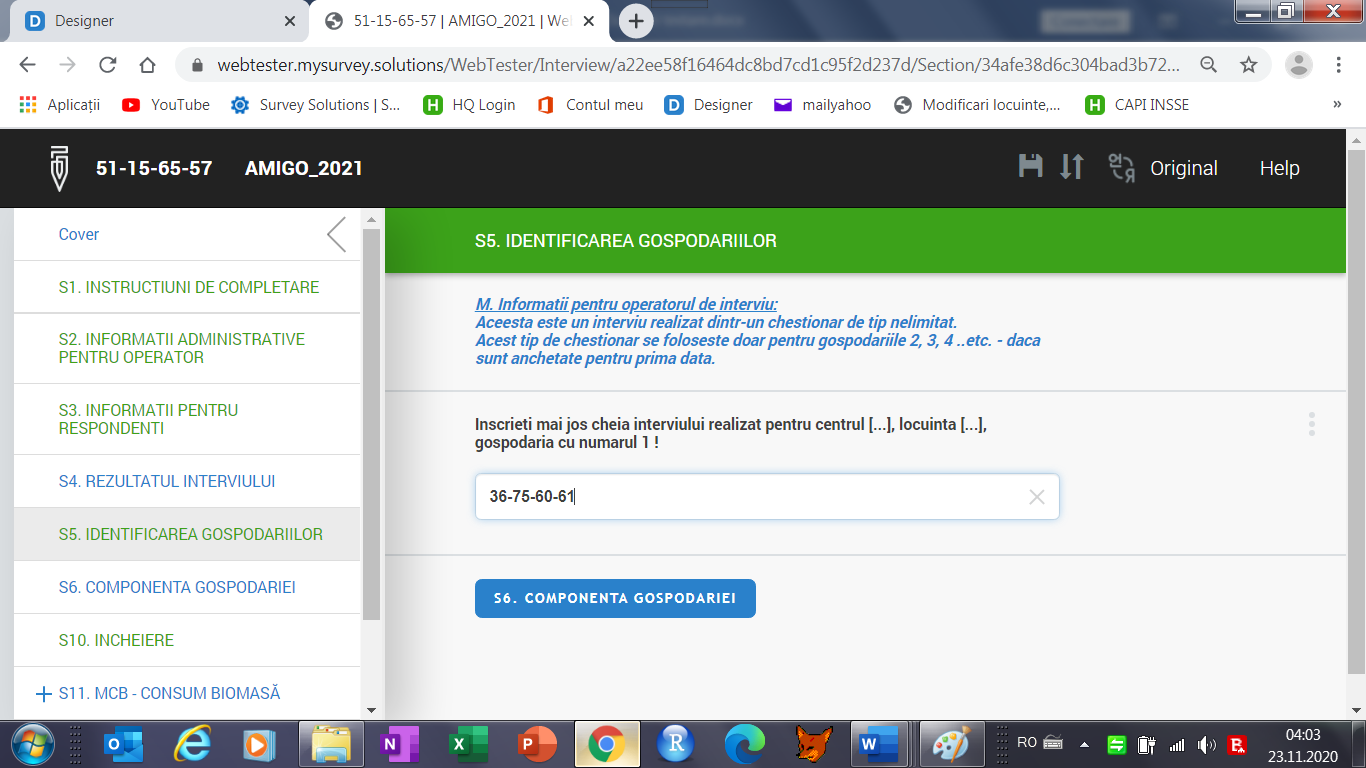 Designer
51-15-65-57 | AMIGO_2021 | We
webtester.mysurvey.solutions/WebTester/Interview/a22ee58f16464dc8bd7cd1c95f2d237d/Section/34afe38d6c304bad3b72...
Aplicații YouTube Survey Solutions | S... HQ Login Contul meu Designer mailyahoo Modificari locuinte,... CAPI INSSE »
51-15-65-57 AMIGO_2021 Original Help
Cover
S1. INSTRUCTIUNI DE COMPLETARE
S2. INFORMATII ADMINISTRATIVE
PENTRU OPERATOR
S3. INFORMATII PENTRU
RESPONDENTI
S4. REZULTATUL INTERVIULUI
S5. IDENTIFICAREA GOSPODARIILOR
S6. COMPONENTA GOSPODARIEI
S10. INCHEIERE
S11. MCB - CONSUM BIOMASĂ
S5. IDENTIFICAREA GOSPODARIILOR
M. Informatii pentru operatorul de interviu:
Aceesta este un interviu realizat dintr-un chestionar de tip nelimitat.
Acest tip de chestionar se foloseste doar pentru gospodariile 2, 3, 4 ..etc. - daca
sunt anchetate pentru prima data.
Inscrieti mai jos cheia interviului realizat pentru centrul [...], locuinta [...],
gospodaria cu numarul 1 !
36-75-60-61
S6. COMPONENTA GOSPODARIEI
RO
04:03
23.11.2020